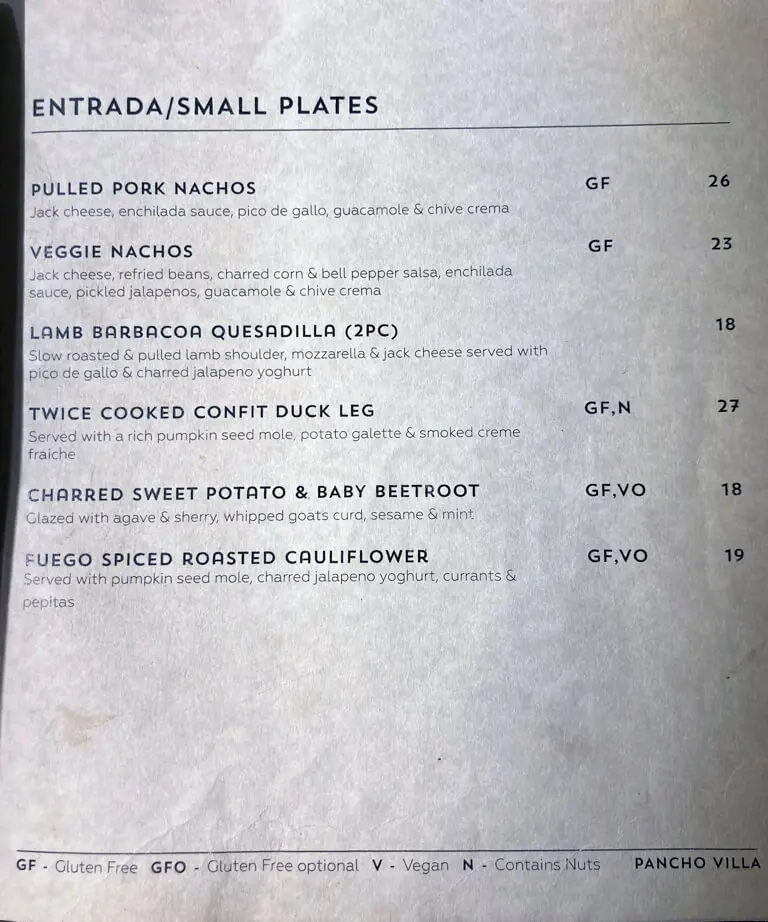 ENTRADA/SMALL PLATES
PULLED PORK NACHOS GF 26
Jack cheese, enchilada sauce, pico de gallo, guacamole & chive crema
VEGGIE NACHOS GF 23
Jack cheese, refried beans, charred corn & bell pepper salsa, enchilada
sauce, pickled jalapenos, guacamole & chive crema
LAMB BARBACOA QUESADILLA (2PC) 18
Slow roasted & pulled lamb shoulder, mozzarella & jack cheese served with
pico de gallo & charred jalapeno yoghurt
TWICE COOKED CONFIT DUCK LEG GF,N 27
Served with a rich pumpkin seed mole, potato galette & smoked creme
fraiche
CHARRED SWEET POTATO & BABY BEETROOT GF,VO 18
Glazed with agave & sherry, whipped goats curd, sesame & mint
FUEGO SPICED ROASTED CAULIFLOWER GF,VO 19
Served with pumpkin seed mole, charred jalapeno yoghurt, currants &
pepitas
GF - Gluten Free GFO - Gluten Free optional V - Vegan N - Contains Nuts PANCHO VILLA